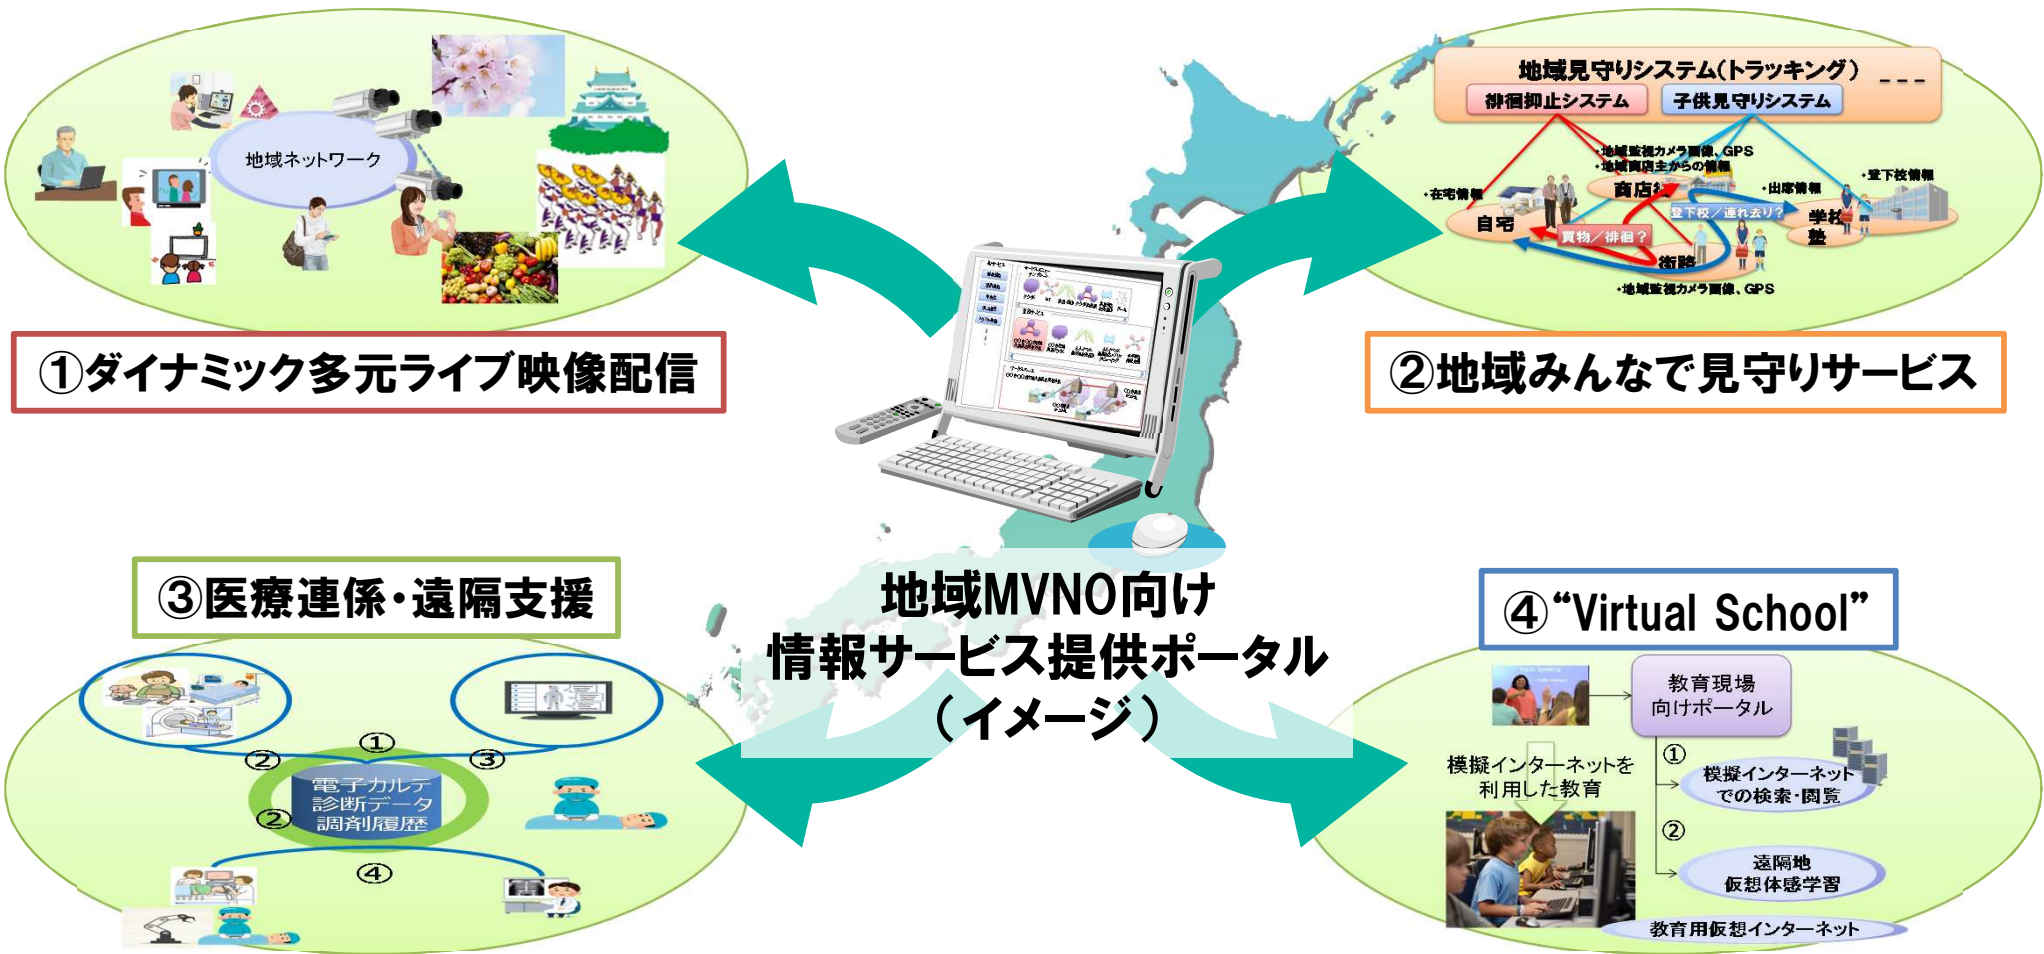 地域ネットワーク
①ダイナミック多元ライブ映像配信
地域見守りシステム(トラッキング)
徘徊抑止システム
子供見守りシステム
・地域監視カメラ画像、GPS
・地域商店主からの情報
・在宅情報
・出席情報
・登下校情報
自宅
商店
学校
塾
登下校/連れ去り?
買物/徘徊?
街路
・地域監視カメラ画像、GPS
②地域みんなで見守りサービス
地域MVNO向け
情報サービス提供ポータル
(イメージ)
③医療連係・遠隔支援
①
②
③
電子カルテ
診断データ
調剤履歴
②
④
④“Virtual School”
教育現場
向けポータル
模擬インターネットを
利用した教育
①
模擬インターネット
での検索・閲覧
②
遠隔地
仮想体感学習
教育用仮想インターネット